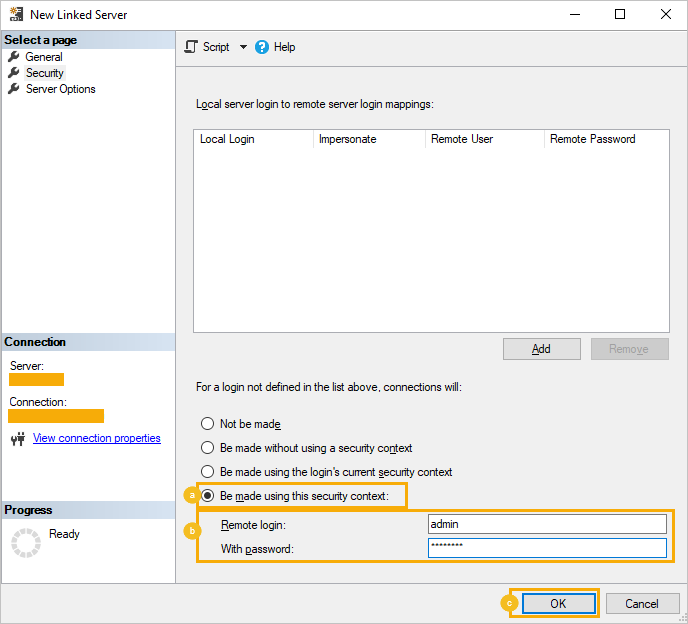 New Linked Server
Select a page
General
Security
Server Options
Script
Help
Local server login to remote server login mappings:
Local Login Impersonate Remote User Remote Password
Add Remove
Connection
Server:
Connection:
View connection properties
For a login not defined in the list above, connections will:
Not be made
Be made without using a security context
Be made using the login's current security context
a Be made using this security context:
b
Remote login: admin
With password: ********
Progress
Ready
c OK Cancel